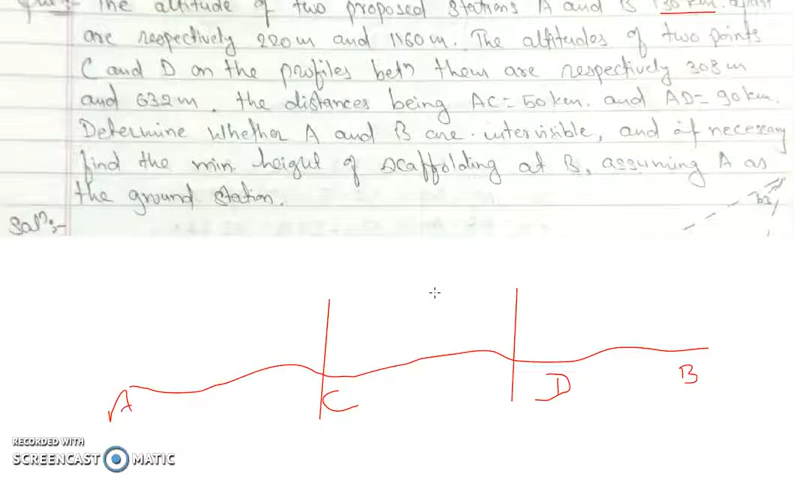 The altitude of two proposed stations A and B 130 km. apart
are respectively 220 m and 1160 m. The altitudes of two points
C and D on the profiles betn them are respectively 308 m
and 632 m. the distances being AC = 50 km. and AD = 90 km.
Determine whether A and B are intervisible, and if necessary
find the min. height of scaffolding at B, assuming A as
the ground station.
Soln:-
A
C
D
B
RECORDED WITH
SCREENCAST MATIC